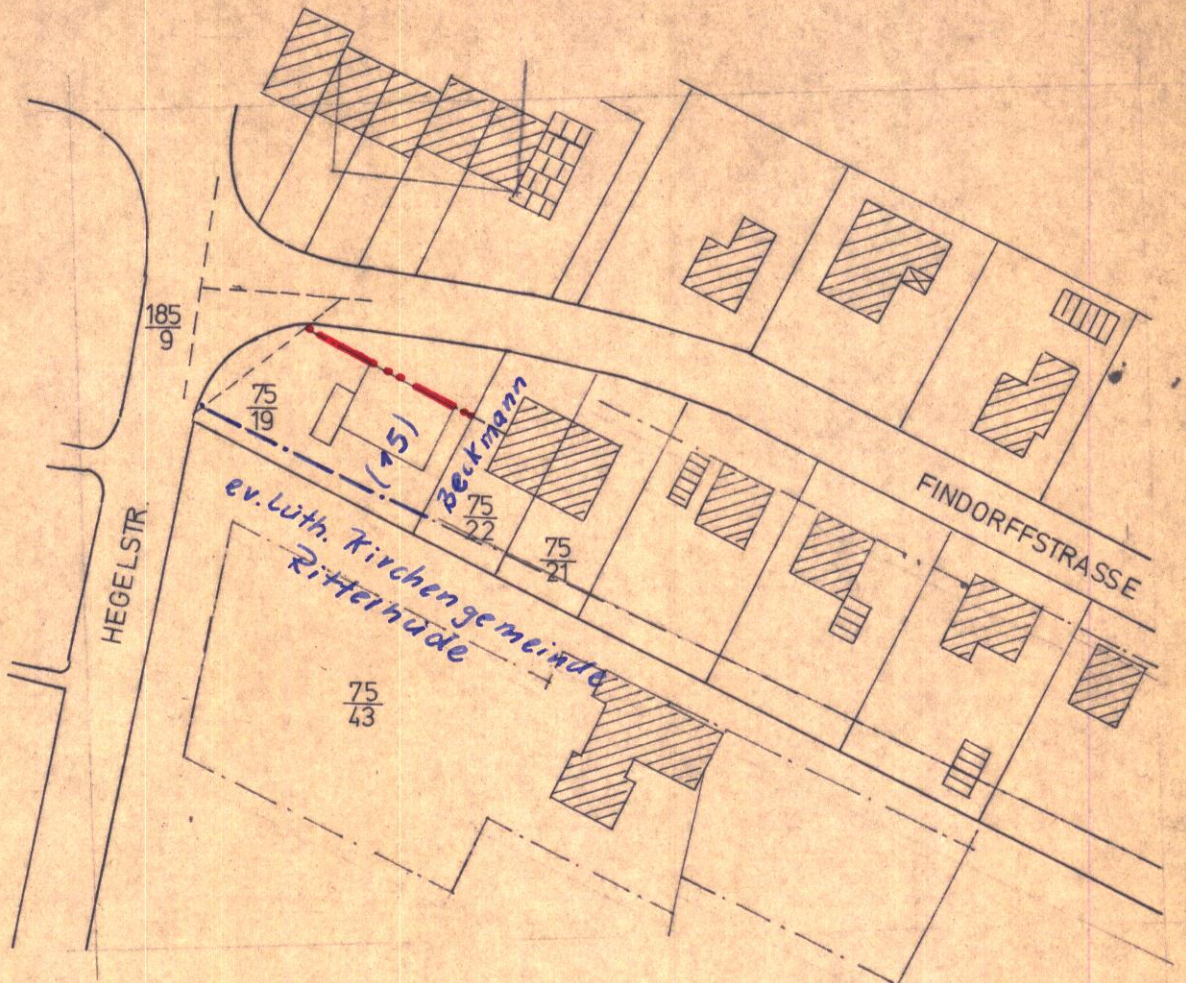 185
9
75
19
(15)
Beckmann
75
22
75
21
ev. Luth. Kirchengemeinde
Ritterhude
75
43
HEGELSTR.
FINDORFFSTRASSE